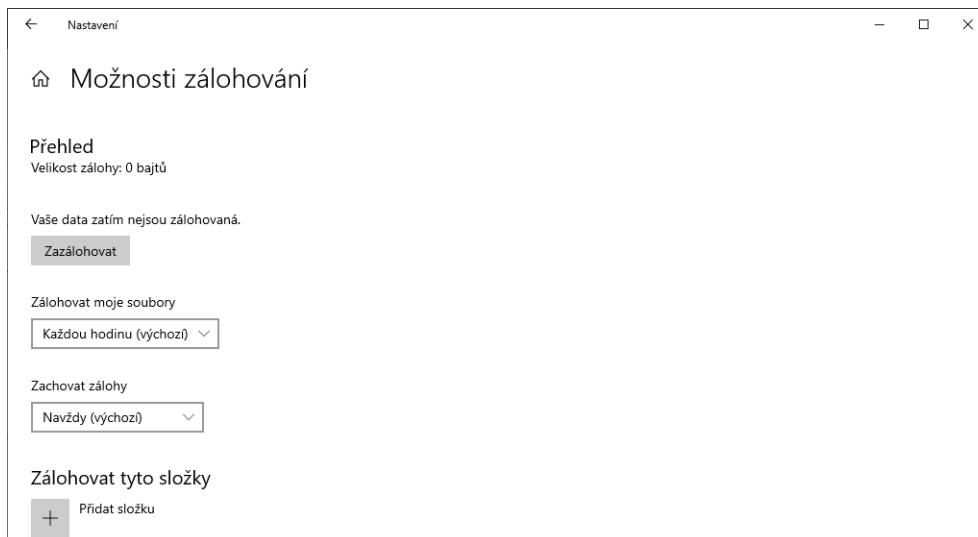 Nastavení
Možnosti zálohování
Přehled
Velikost zálohy: 0 bajtů
Vaše data zatím nejsou zálohovaná.
Zazálohovat
Zálohovat moje soubory
Každou hodinu (výchozí)
Zachovat zálohy
Navždy (výchozí)
Zálohovat tyto složky
Přidat složku